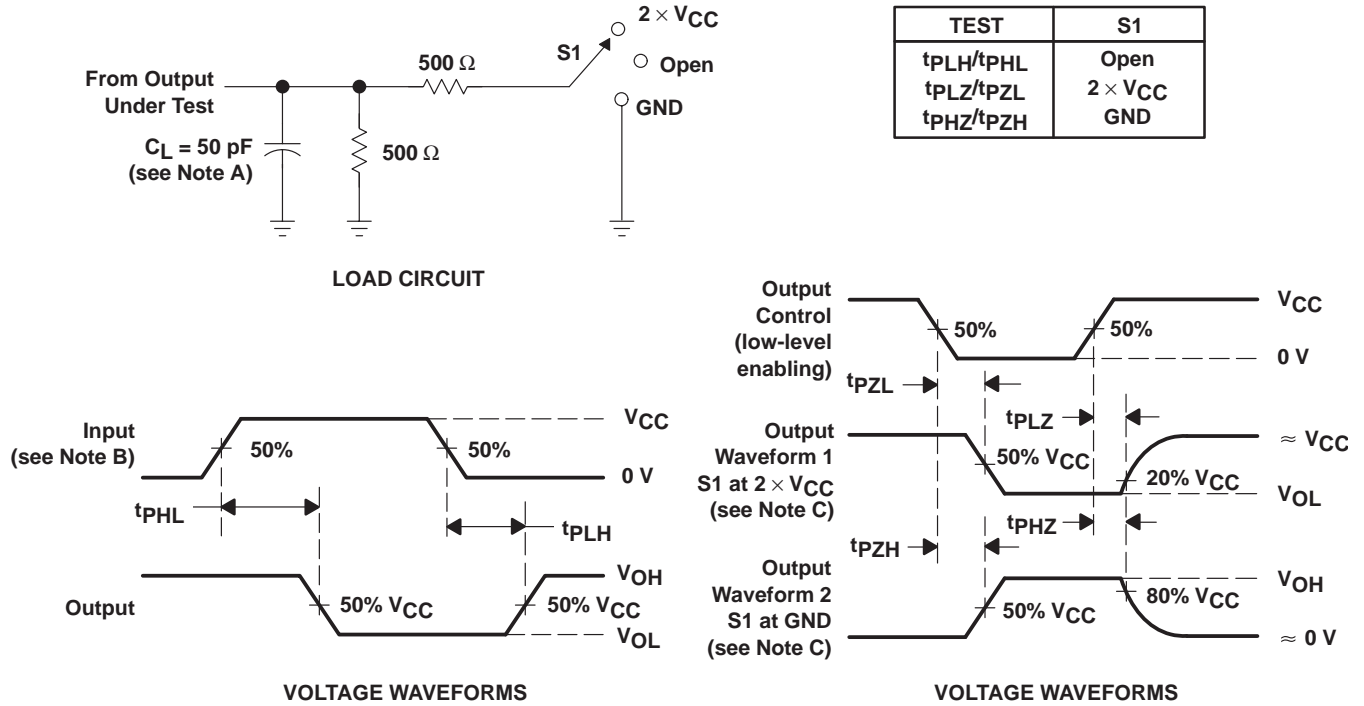 2 × VCC
S1
500 Ω
Open
From Output
Under Test
GND
CL = 50 pF
(see Note A)
500 Ω
LOAD CIRCUIT
TEST S1
tPLH/tPHL Open
tPLZ/tPZL 2 × VCC
tPHZ/tPZH GND
Input
(see Note B)
50%
50%
VCC
0 V
tPHL
tPLH
Output
50% VCC
50% VCC
VOH
VOL
VOLTAGE WAVEFORMS
Output
Control
(low-level
enabling)
50%
50%
VCC
0 V
tPZL
tPLZ
Output
Waveform 1
S1 at 2 × VCC
(see Note C)
50% VCC
20% VCC
≈ VCC
VOL
tPZH
tPHZ
Output
Waveform 2
S1 at GND
(see Note C)
50% VCC
80% VCC
VOH
≈ 0 V
VOLTAGE WAVEFORMS